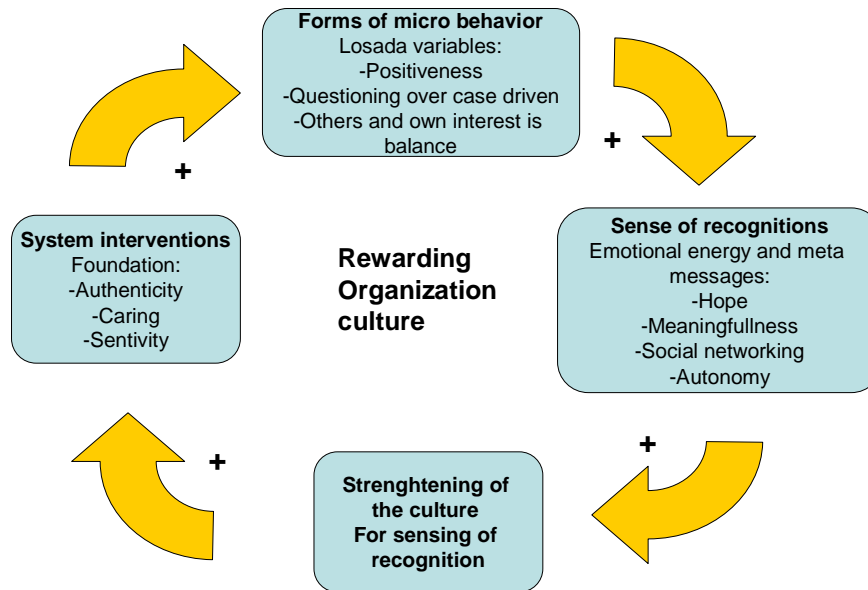 Forms of micro behavior
Losada variables:
-Positiveness
-Questioning over case driven
-Others and own interest is
balance
+
+
System interventions
Foundation:
-Authenticity
-Caring
-Sentivity
Rewarding
Organization
culture
Sense of recognitions
Emotional energy and meta
messages:
-Hope
-Meaningfullness
-Social networking
-Autonomy
+
+
Strenghtening of
the culture
For sensing of
recognition